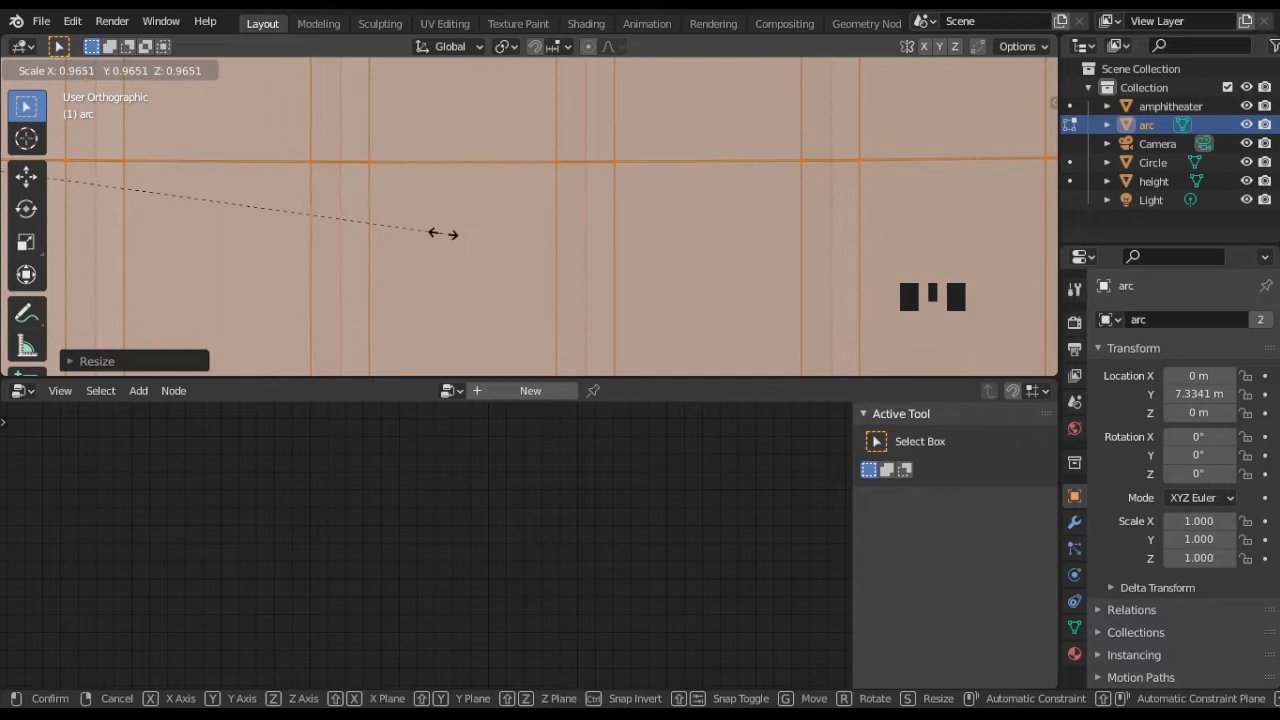 File Edit Render Window Help Layout Modeling Sculpting UV Editing Texture Paint Shading Animation Rendering Compositing Geometry Nod Scene View Layer
Global Options
Scale X: 0.9651 Y: 0.9651 Z: 0.9651
User Orthographic
(1) arc
Resize
Scene Collection
Collection
amphitheater
arc
Camera
Circle
height
Light
arc
arc 2
Transform
Location X 0 m
Y 7.3341 m
Z 0 m
Rotation X 0°
Y 0°
Z 0°
Mode XYZ Euler
Scale X 1.000
Y 1.000
Z 1.000
Delta Transform
Relations
Collections
Instancing
Motion Paths
View Select Add Node + New
Active Tool
Select Box
Confirm Cancel X X Axis Y Y Axis Z Z Axis X X Plane Y Y Plane Z Z Plane Ctrl Snap Invert Snap Toggle G Move R Rotate S Resize Automatic Constraint Automatic Constraint Plane